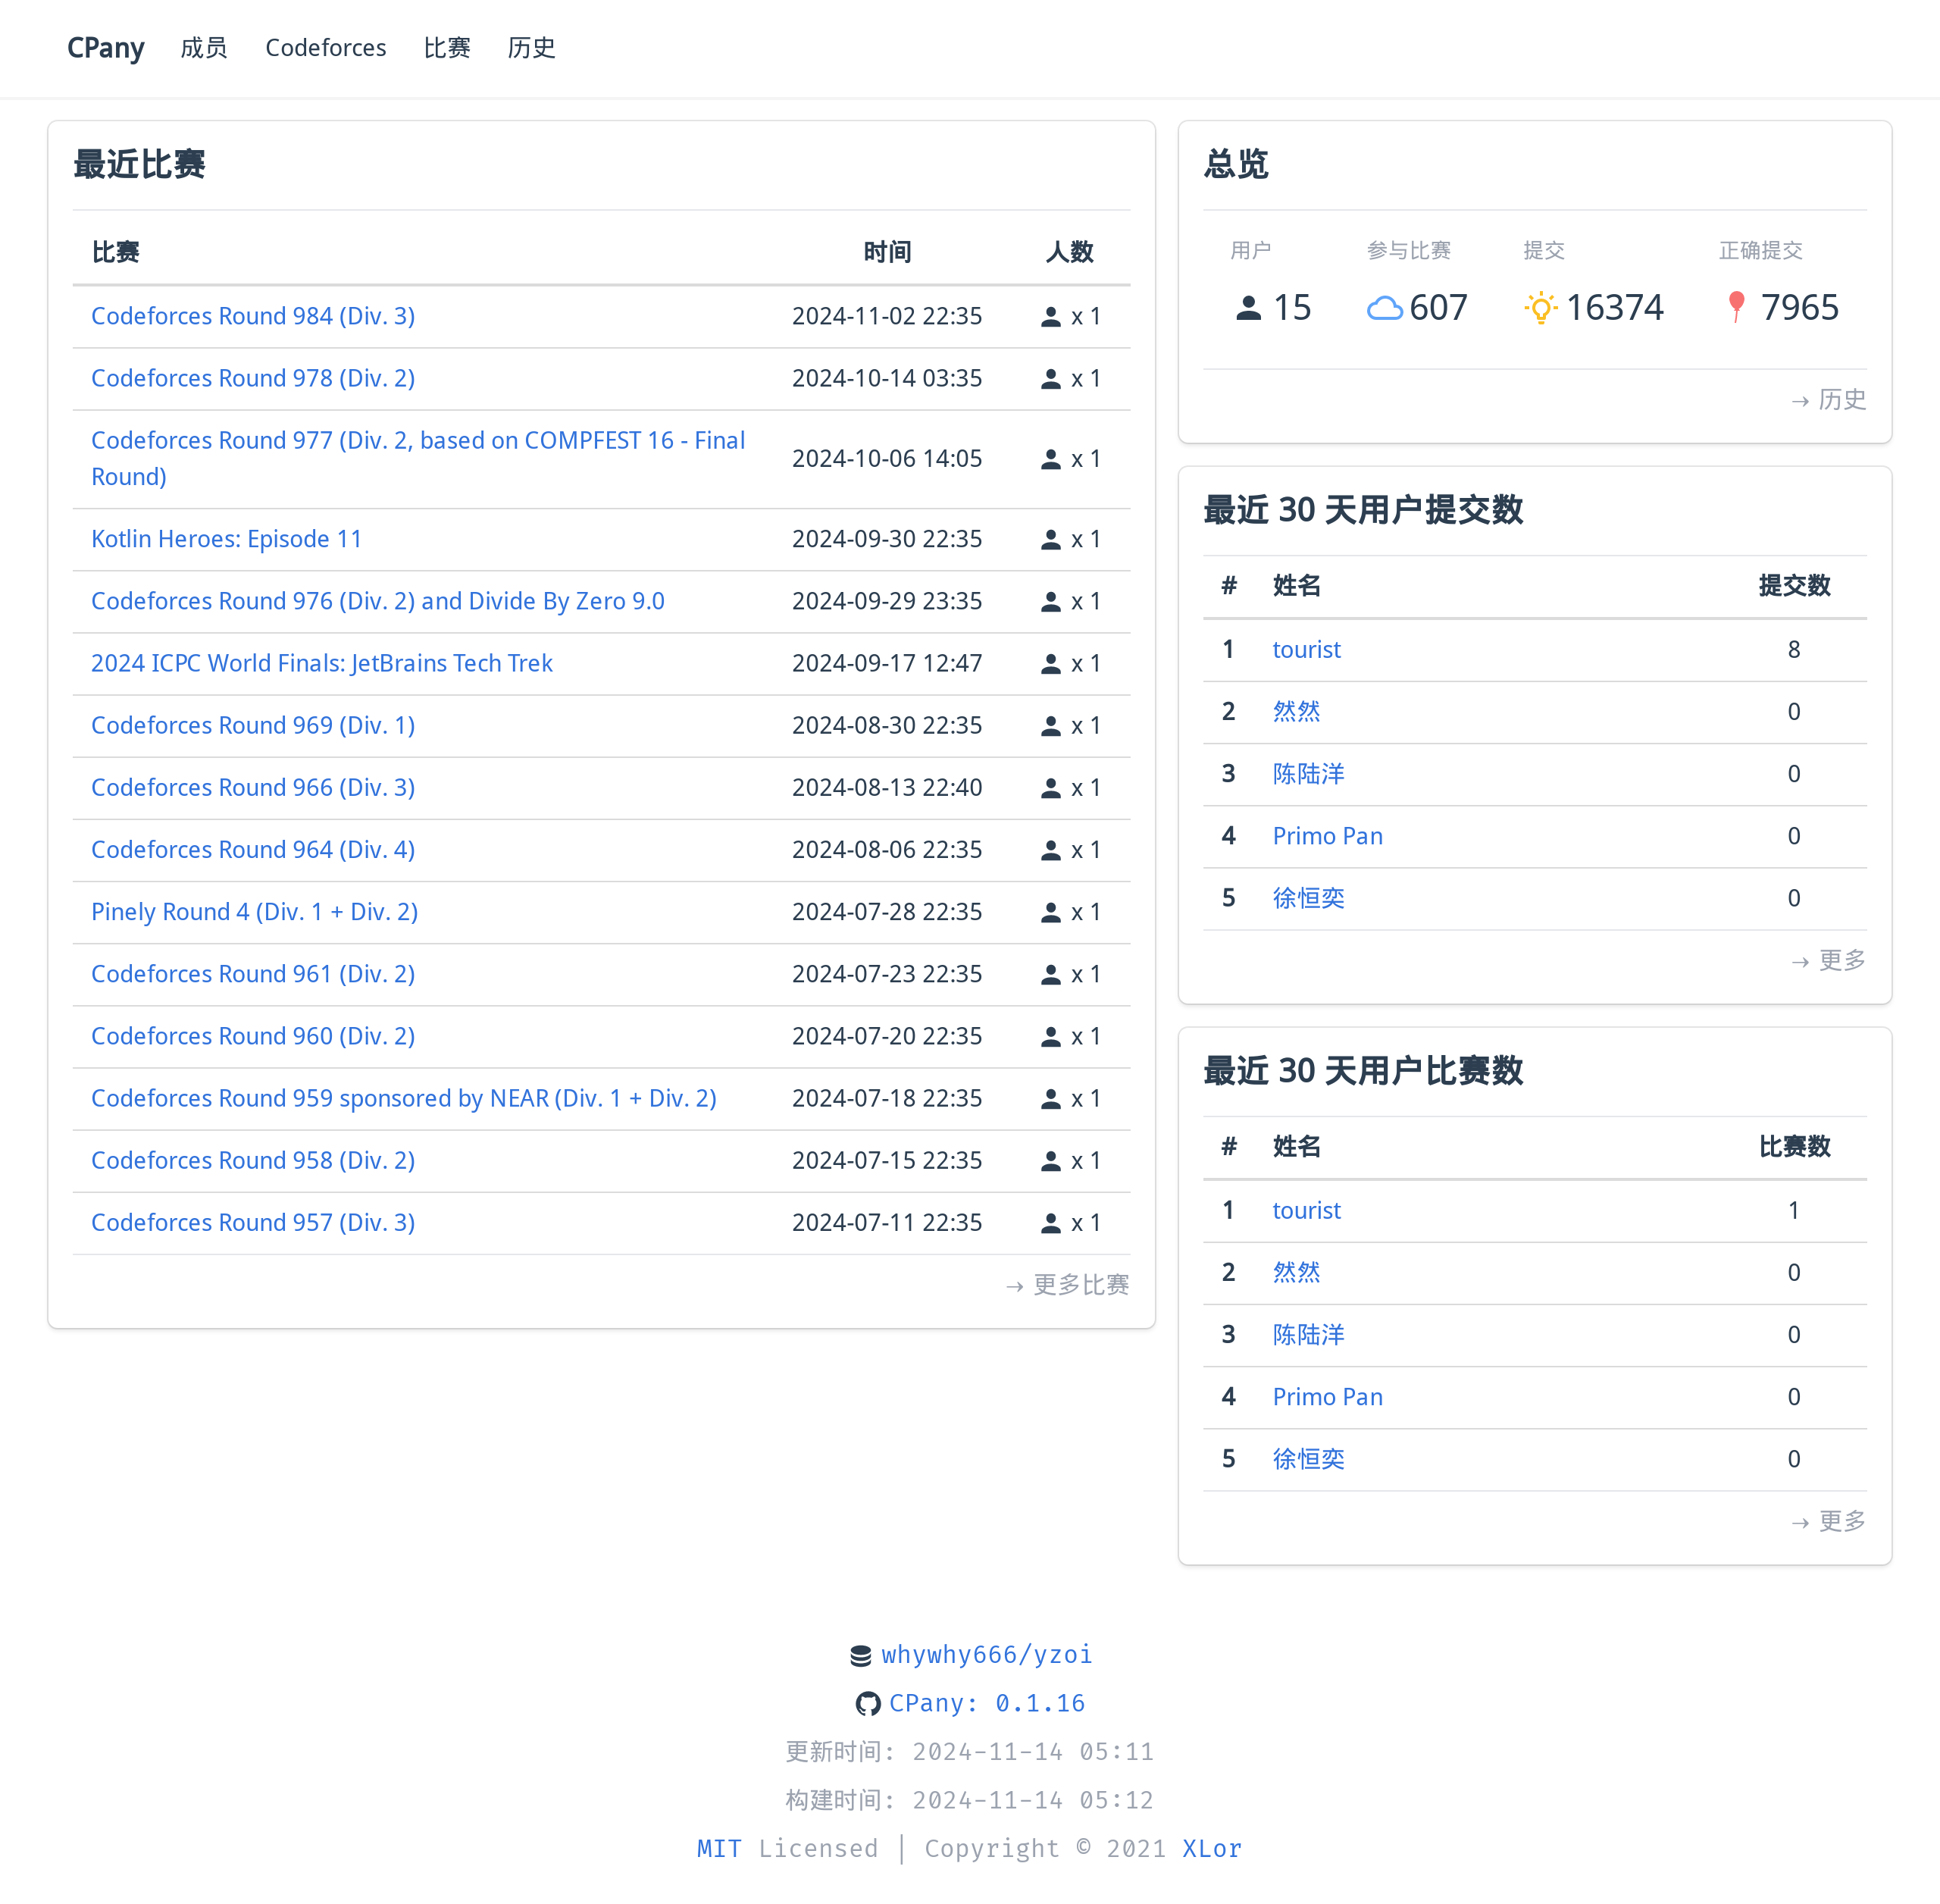 CPany 成员 Codeforces 比赛 历史
最近比赛
比赛 时间 人数
Codeforces Round 984 (Div. 3) 2024-11-02 22:35 x 1
Codeforces Round 978 (Div. 2) 2024-10-14 03:35 x 1
Codeforces Round 977 (Div. 2, based on COMPFEST 16 - Final
Round) 2024-10-06 14:05 x 1
Kotlin Heroes: Episode 11 2024-09-30 22:35 x 1
Codeforces Round 976 (Div. 2) and Divide By Zero 9.0 2024-09-29 23:35 x 1
2024 ICPC World Finals: JetBrains Tech Trek 2024-09-17 12:47 x 1
Codeforces Round 969 (Div. 1) 2024-08-30 22:35 x 1
Codeforces Round 966 (Div. 3) 2024-08-13 22:40 x 1
Codeforces Round 964 (Div. 4) 2024-08-06 22:35 x 1
Pinely Round 4 (Div. 1 + Div. 2) 2024-07-28 22:35 x 1
Codeforces Round 961 (Div. 2) 2024-07-23 22:35 x 1
Codeforces Round 960 (Div. 2) 2024-07-20 22:35 x 1
Codeforces Round 959 sponsored by NEAR (Div. 1 + Div. 2) 2024-07-18 22:35 x 1
Codeforces Round 958 (Div. 2) 2024-07-15 22:35 x 1
Codeforces Round 957 (Div. 3) 2024-07-11 22:35 x 1
→ 更多比赛
总览
用户 参与比赛 提交 正确提交
15 607 16374 7965
→ 历史
最近 30 天用户提交数
# 姓名 提交数
1 tourist 8
2 然然 0
3 陈陆洋 0
4 Primo Pan 0
5 徐恒奕 0
→ 更多
最近 30 天用户比赛数
# 姓名 比赛数
1 tourist 1
2 然然 0
3 陈陆洋 0
4 Primo Pan 0
5 徐恒奕 0
→ 更多
whywhy666/yzoi
CPany: 0.1.16
更新时间: 2024-11-14 05:11
构建时间: 2024-11-14 05:12
MIT Licensed | Copyright © 2021 XLor